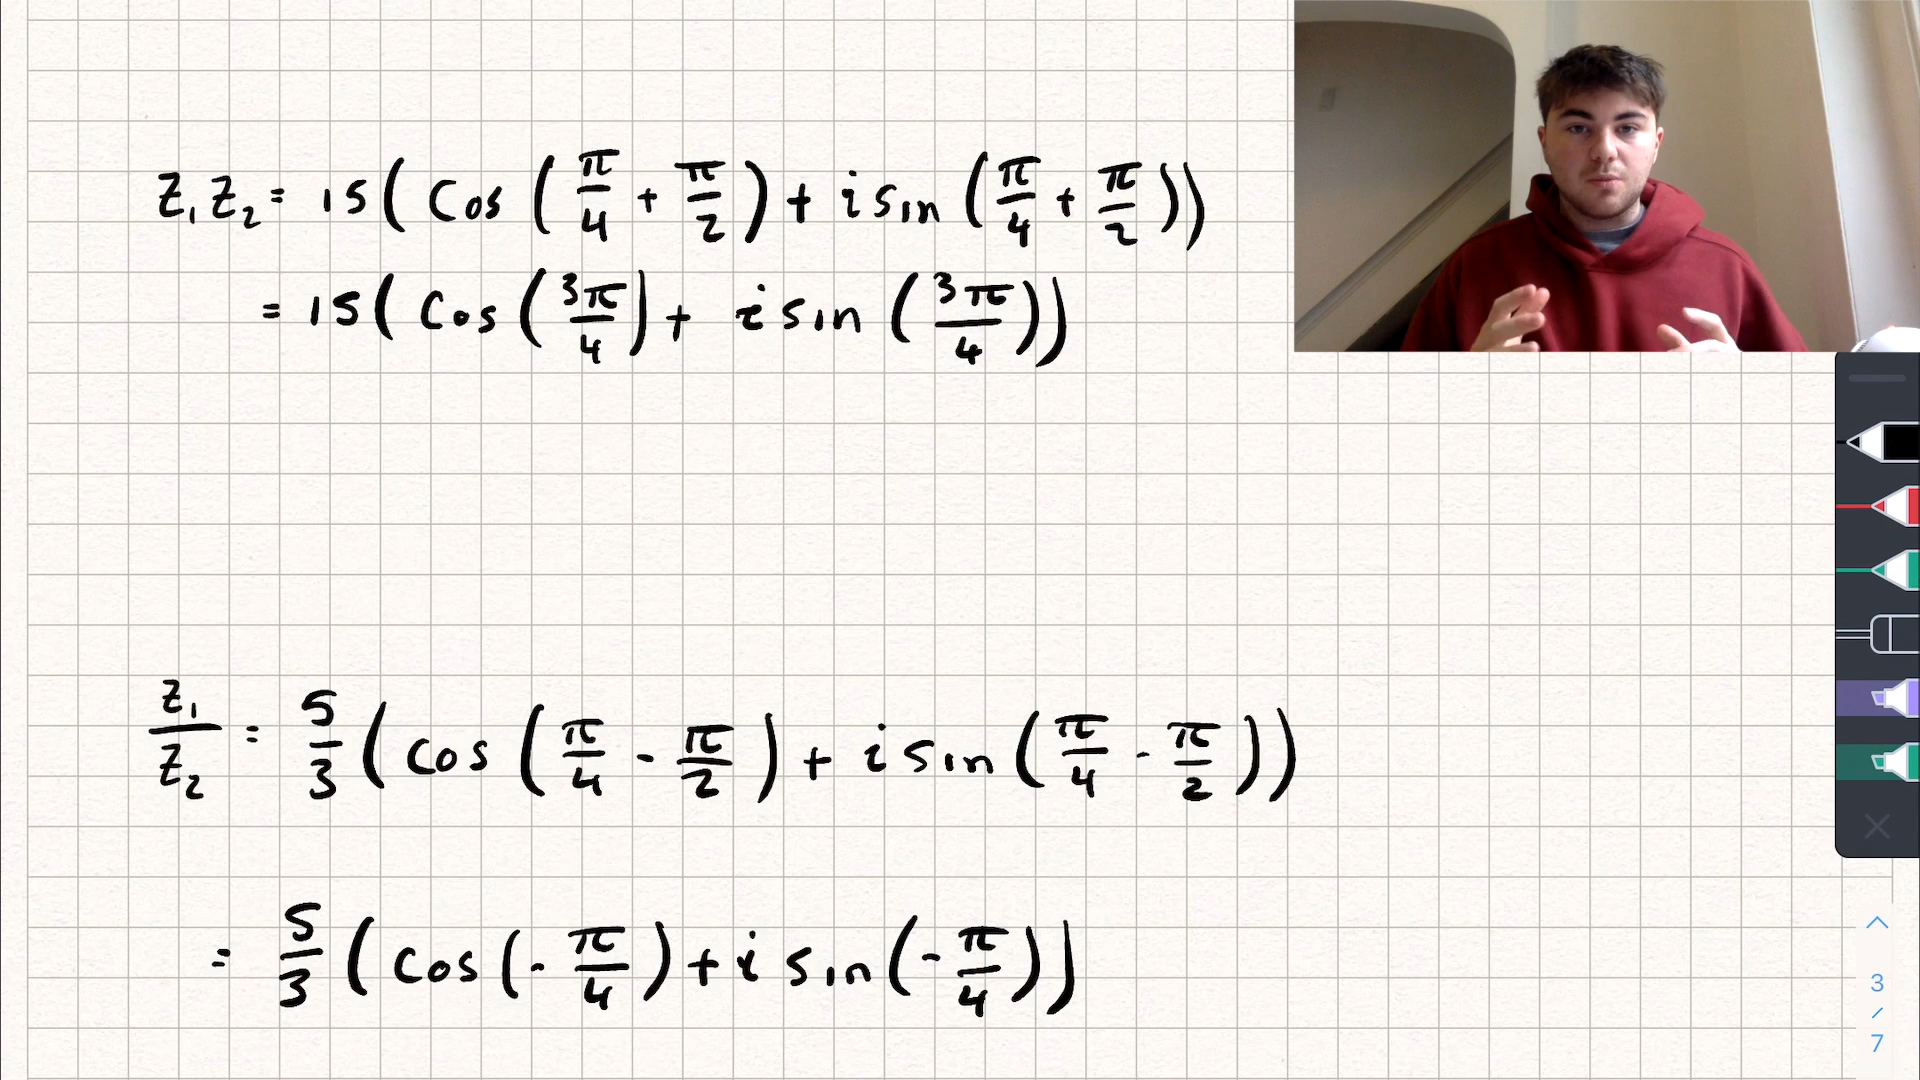 z₁z₂ = 15(cos(π/4 + π/2) + i sin(π/4 + π/2))
= 15(cos(3π/4) + i sin(3π/4))
z₁/z₂ = 5/3(cos(π/4 - π/2) + i sin(π/4 - π/2))
= 5/3(cos(-π/4) + i sin(-π/4))
3
/
7